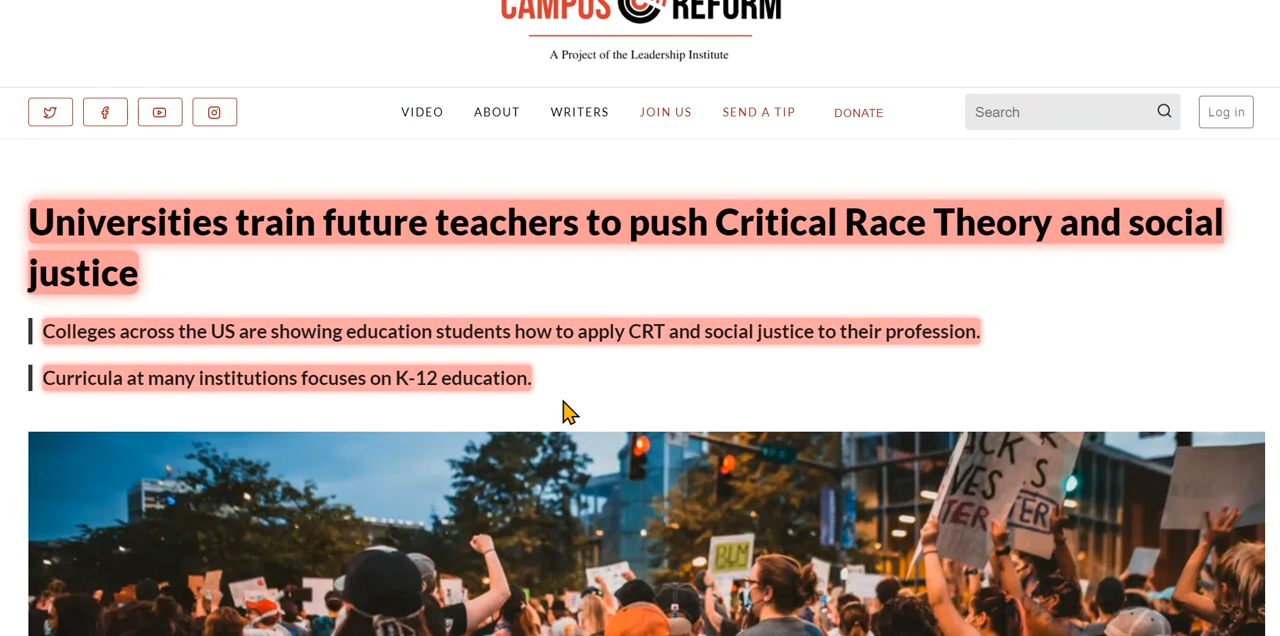 CAMPUS REFORM
A Project of the Leadership Institute
VIDEO ABOUT WRITERS JOIN US SEND A TIP DONATE Search Log in
Universities train future teachers to push Critical Race Theory and social
justice
Colleges across the US are showing education students how to apply CRT and social justice to their profession.
Curricula at many institutions focuses on K-12 education.
BLM